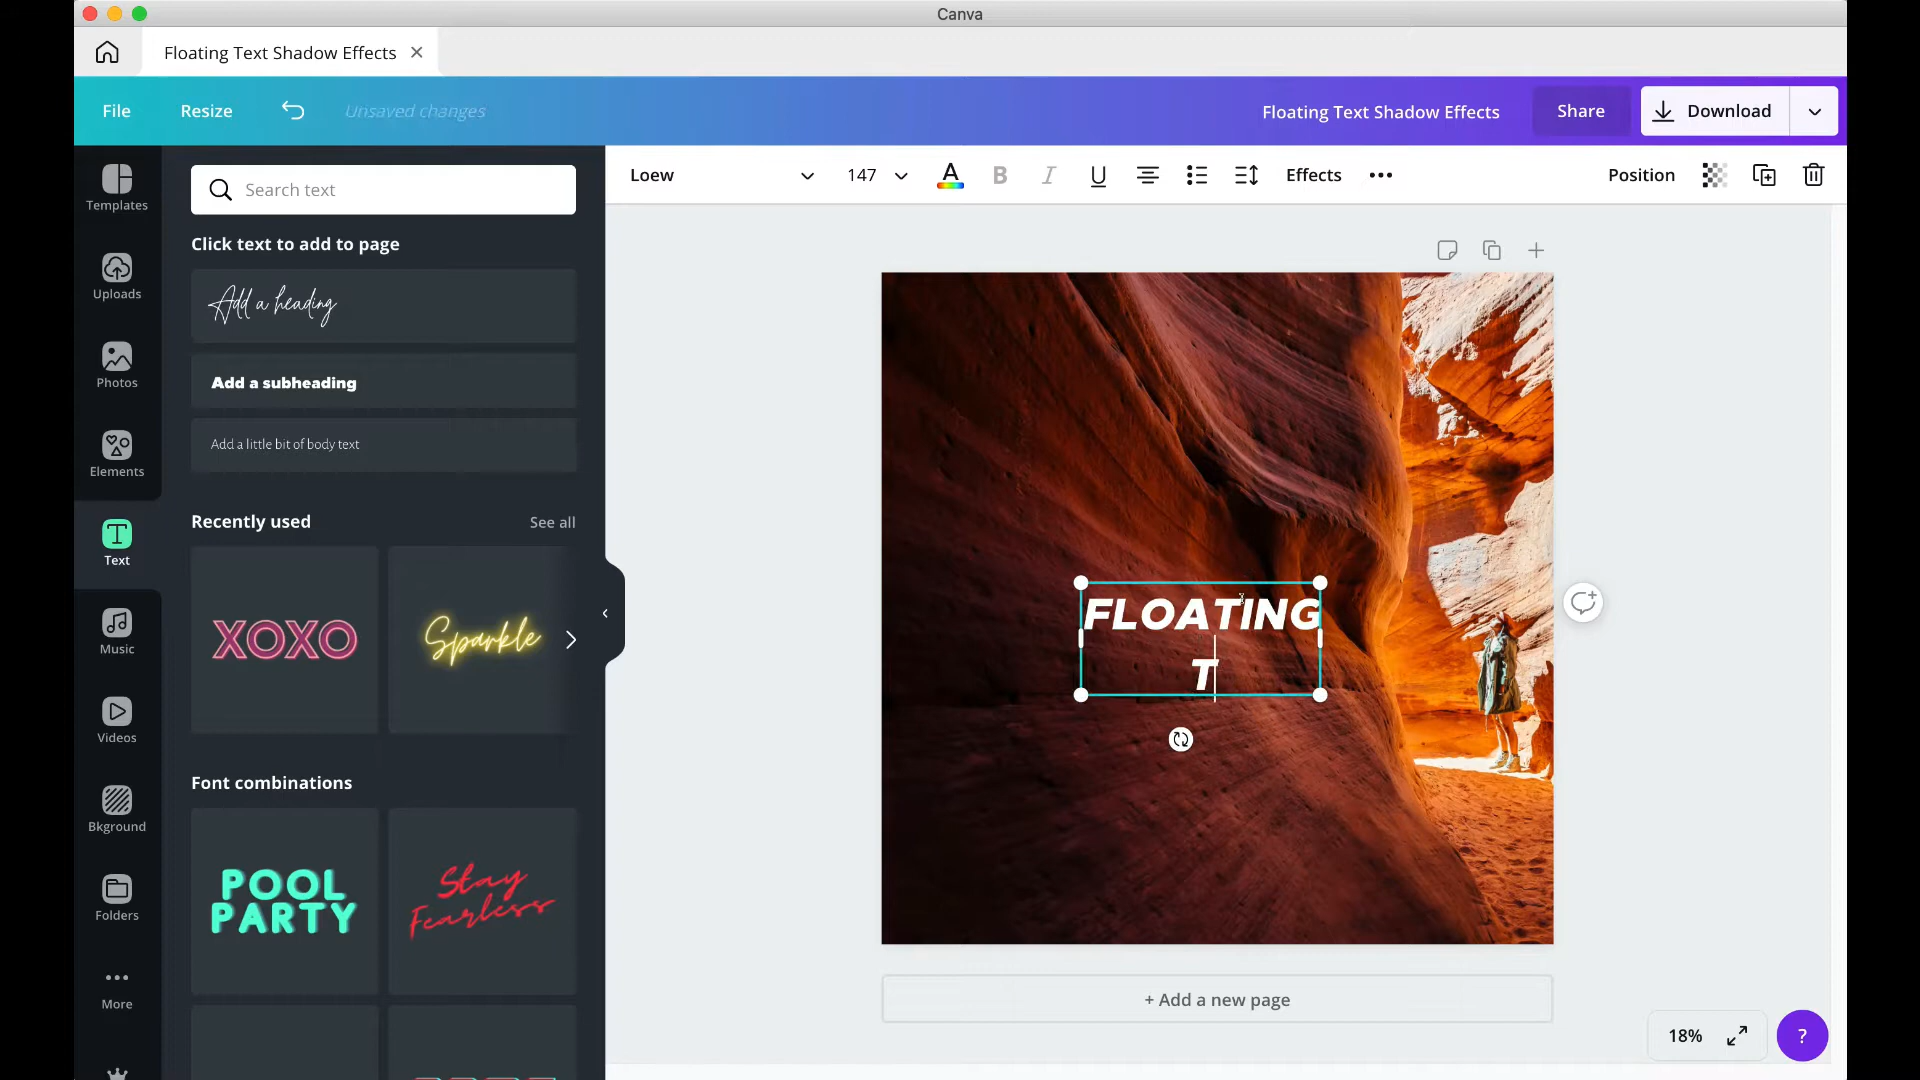 Canva
Floating Text Shadow Effects
File
Resize
Unsaved changes
Floating Text Shadow Effects
Share
Download
Loew
147
A
B
I
U
Effects
Position
Templates
Uploads
Photos
Elements
Text
Music
Videos
Bkground
Folders
More
Search text
Click text to add to page
Add a heading
Add a subheading
Add a little bit of body text
Recently used
See all
XOXO
Sparkle
Font combinations
POOL
PARTY
Stay
Fearless
FLOATING
T
+ Add a new page
18%
?